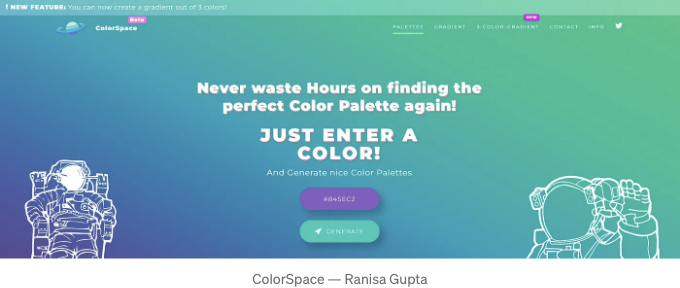 ! NEW FEATURE: You can now create a gradient out of 3 colors!
Beta
ColorSpace
new
PALETTES GRADIENT 3-COLOR-GRADIENT CONTACT INFO
Never waste Hours on finding the
perfect Color Palette again!
JUST ENTER A
COLOR!
And Generate nice Color Palettes
#845EC2
GENERATE
ColorSpace — Ranisa Gupta